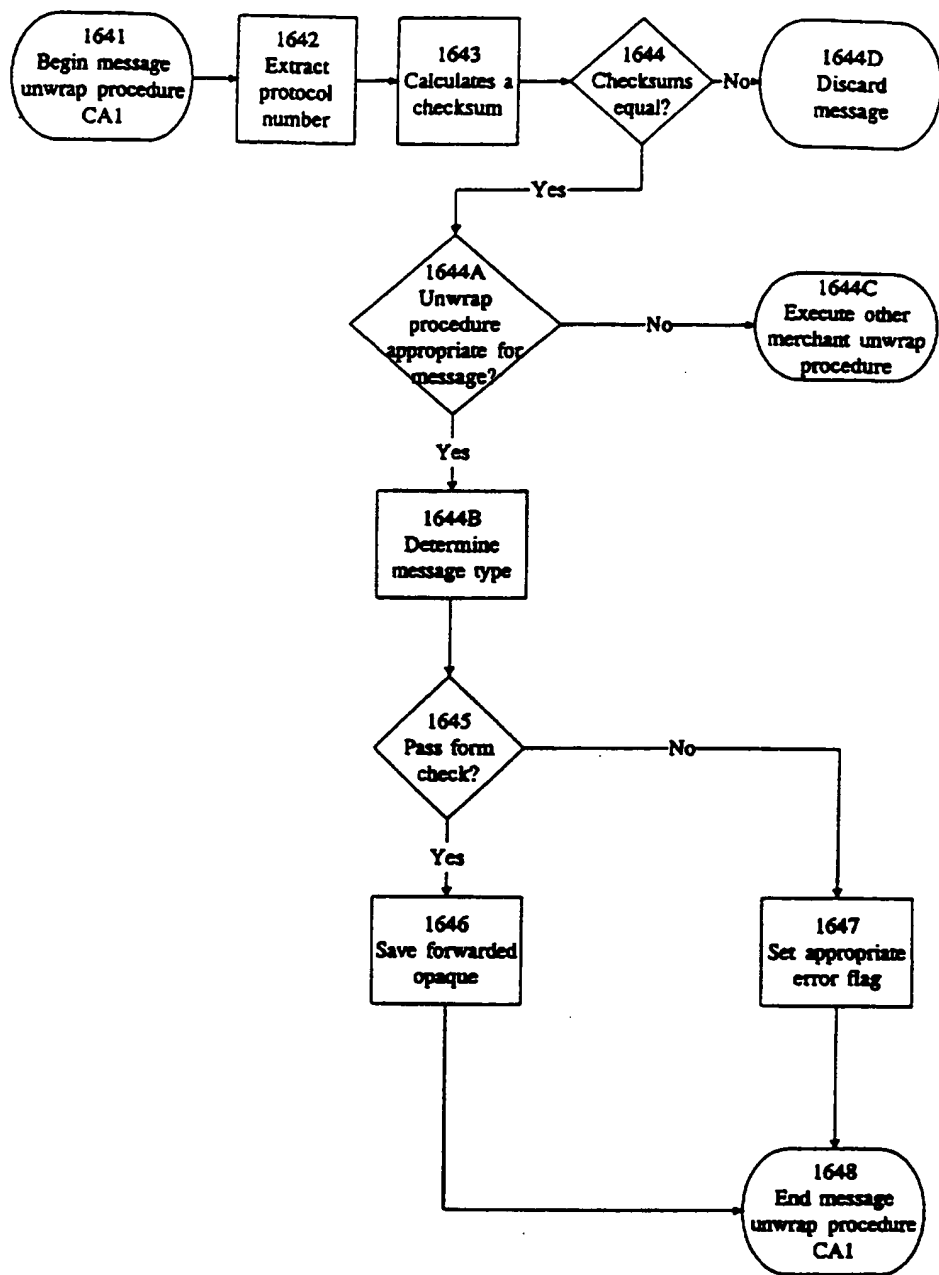 1641
Begin message
unwrap procedure
CA1
1642
Extract
protocol
number
1643
Calculates a
checksum
1644
Checksums
equal?
No
1644D
Discard
message
Yes
1644A
Unwrap
procedure
appropriate for
message?
No
1644C
Execute other
merchant unwrap
procedure
Yes
1644B
Determine
message type
1645
Pass form
check?
No
Yes
1646
Save forwarded
opaque
1647
Set appropriate
error flag
1648
End message
unwrap procedure
CA1